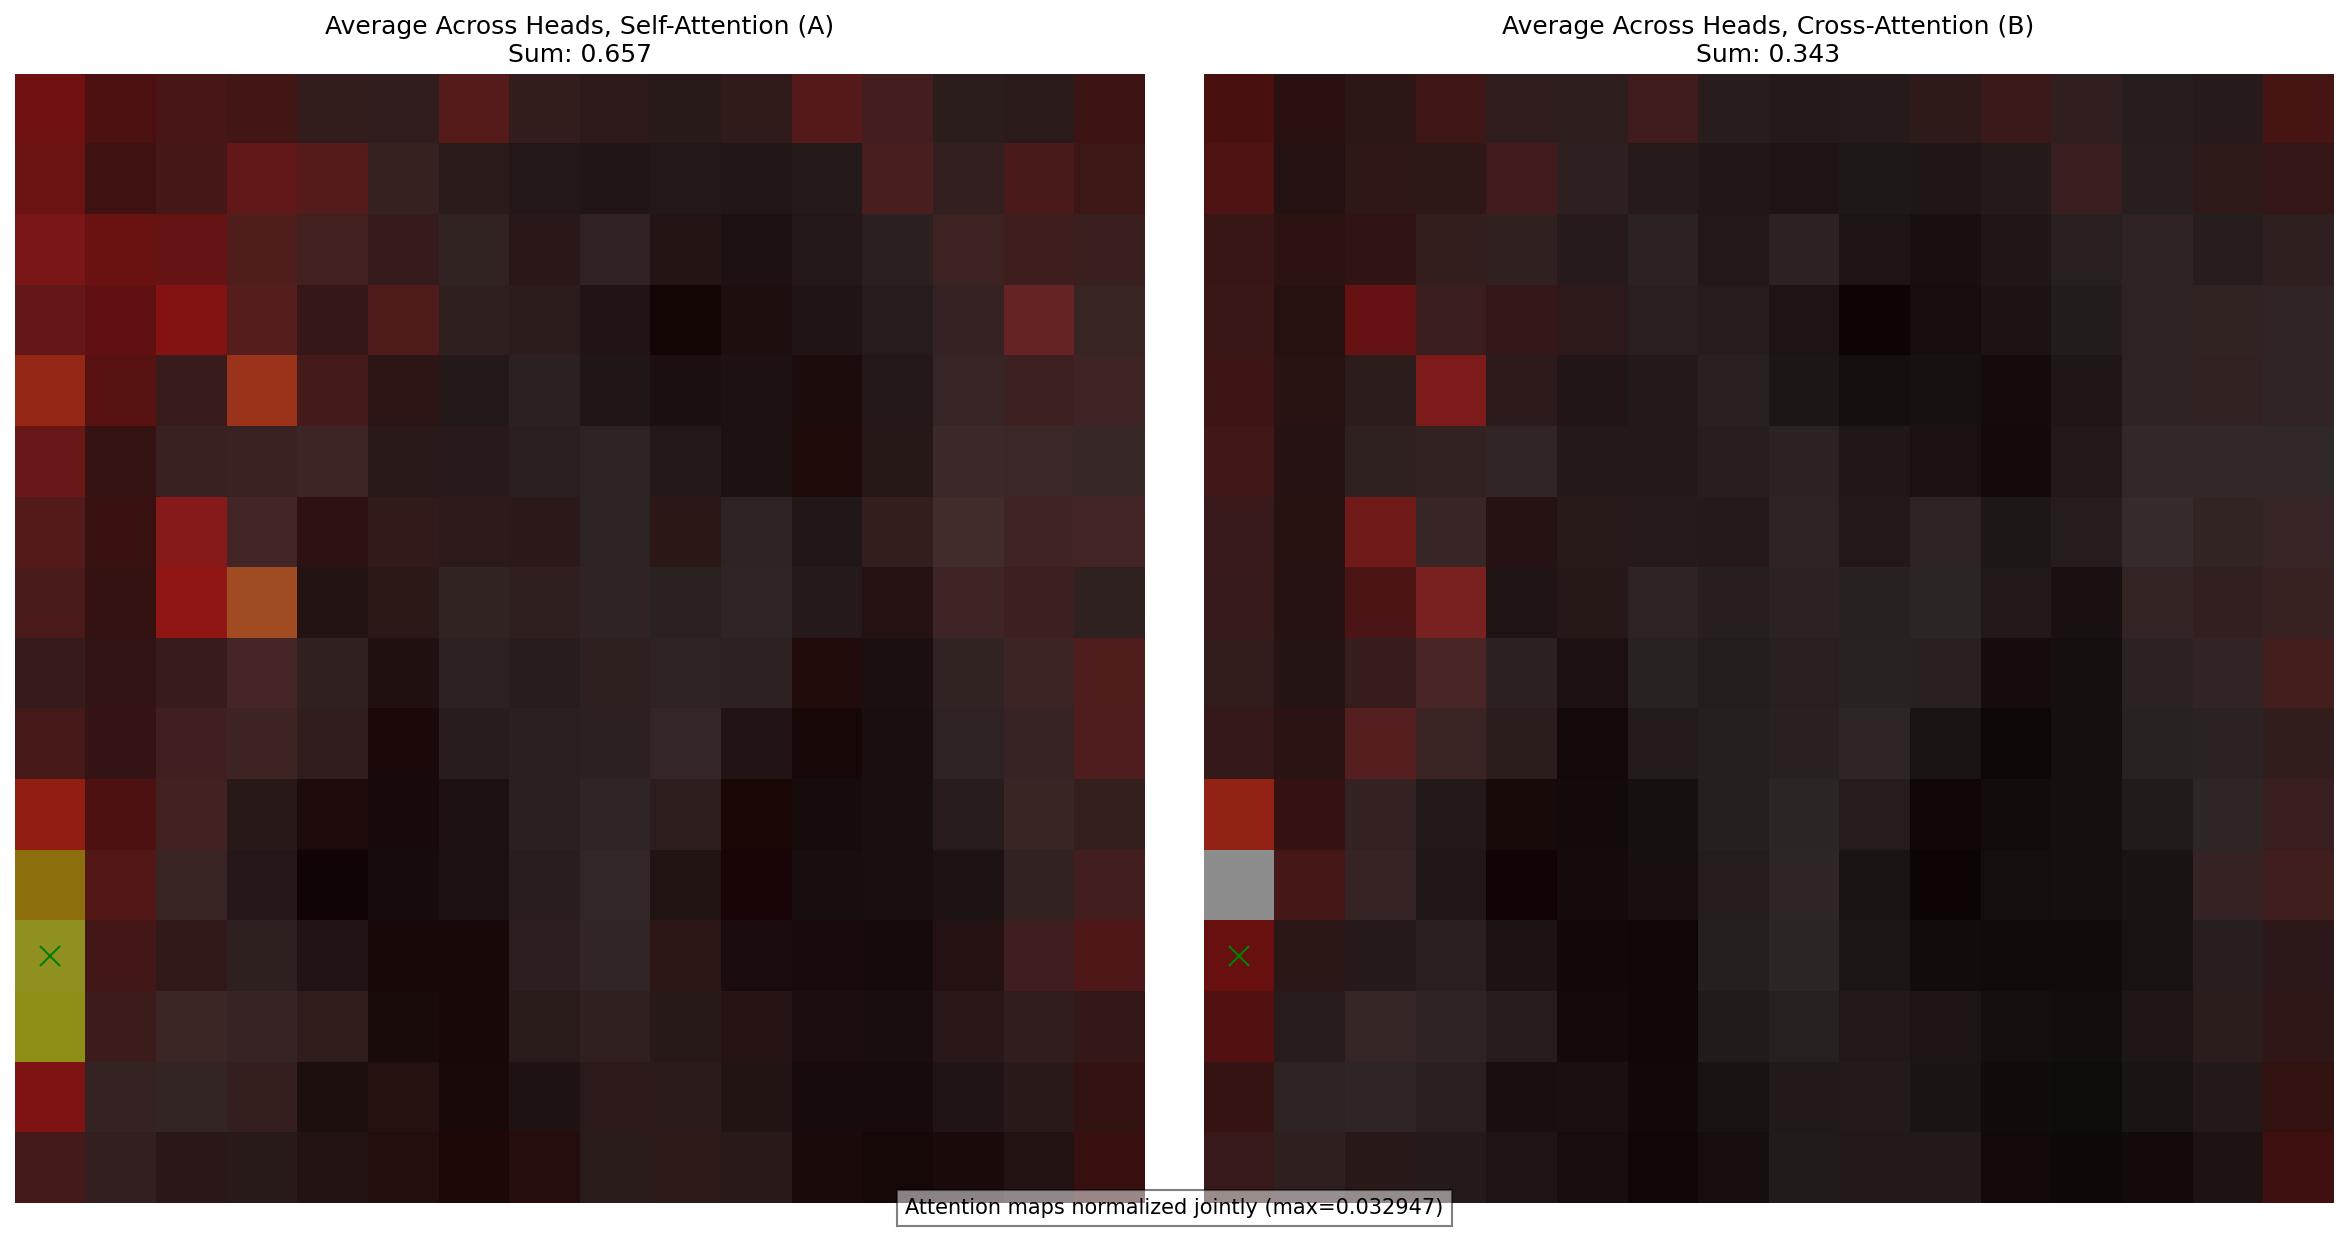 Average Across Heads, Self-Attention (A)
Sum: 0.657
Average Across Heads, Cross-Attention (B)
Sum: 0.343
Attention maps normalized jointly (max=0.032947)